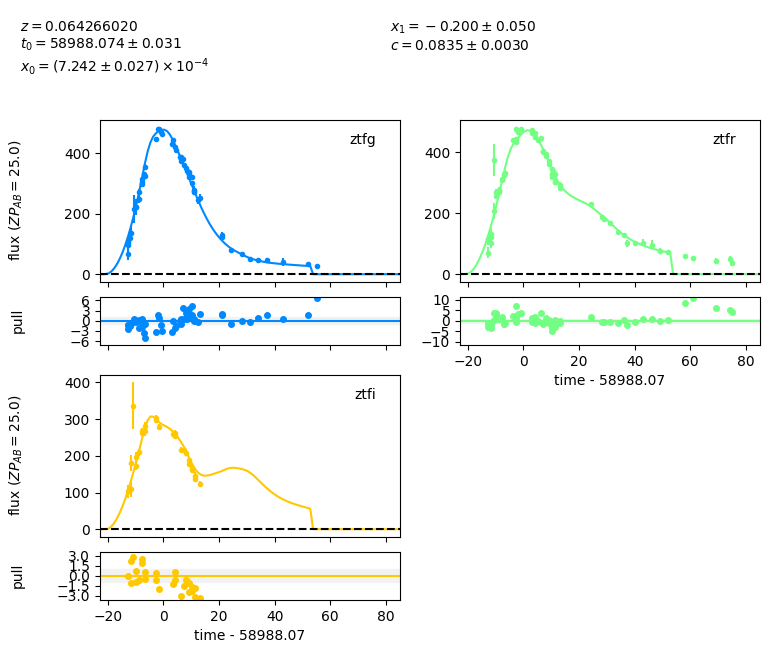 z = 0.064266020
t₀ = 58988.074 ± 0.031
x₀ = (7.242 ± 0.027) × 10⁻⁴
x₁ = −0.200 ± 0.050
c = 0.0835 ± 0.0030
flux (ZP_AB = 25.0)
400
200
0
ztfg
400
200
0
ztfr
pull
6
3
0
−3
−6
10
5
0
−5
−10
−20 0 20 40 60 80
time - 58988.07
flux (ZP_AB = 25.0)
400
300
200
100
0
ztfi
pull
3.0
1.5
0.0
−1.5
−3.0
−20 0 20 40 60 80
time - 58988.07